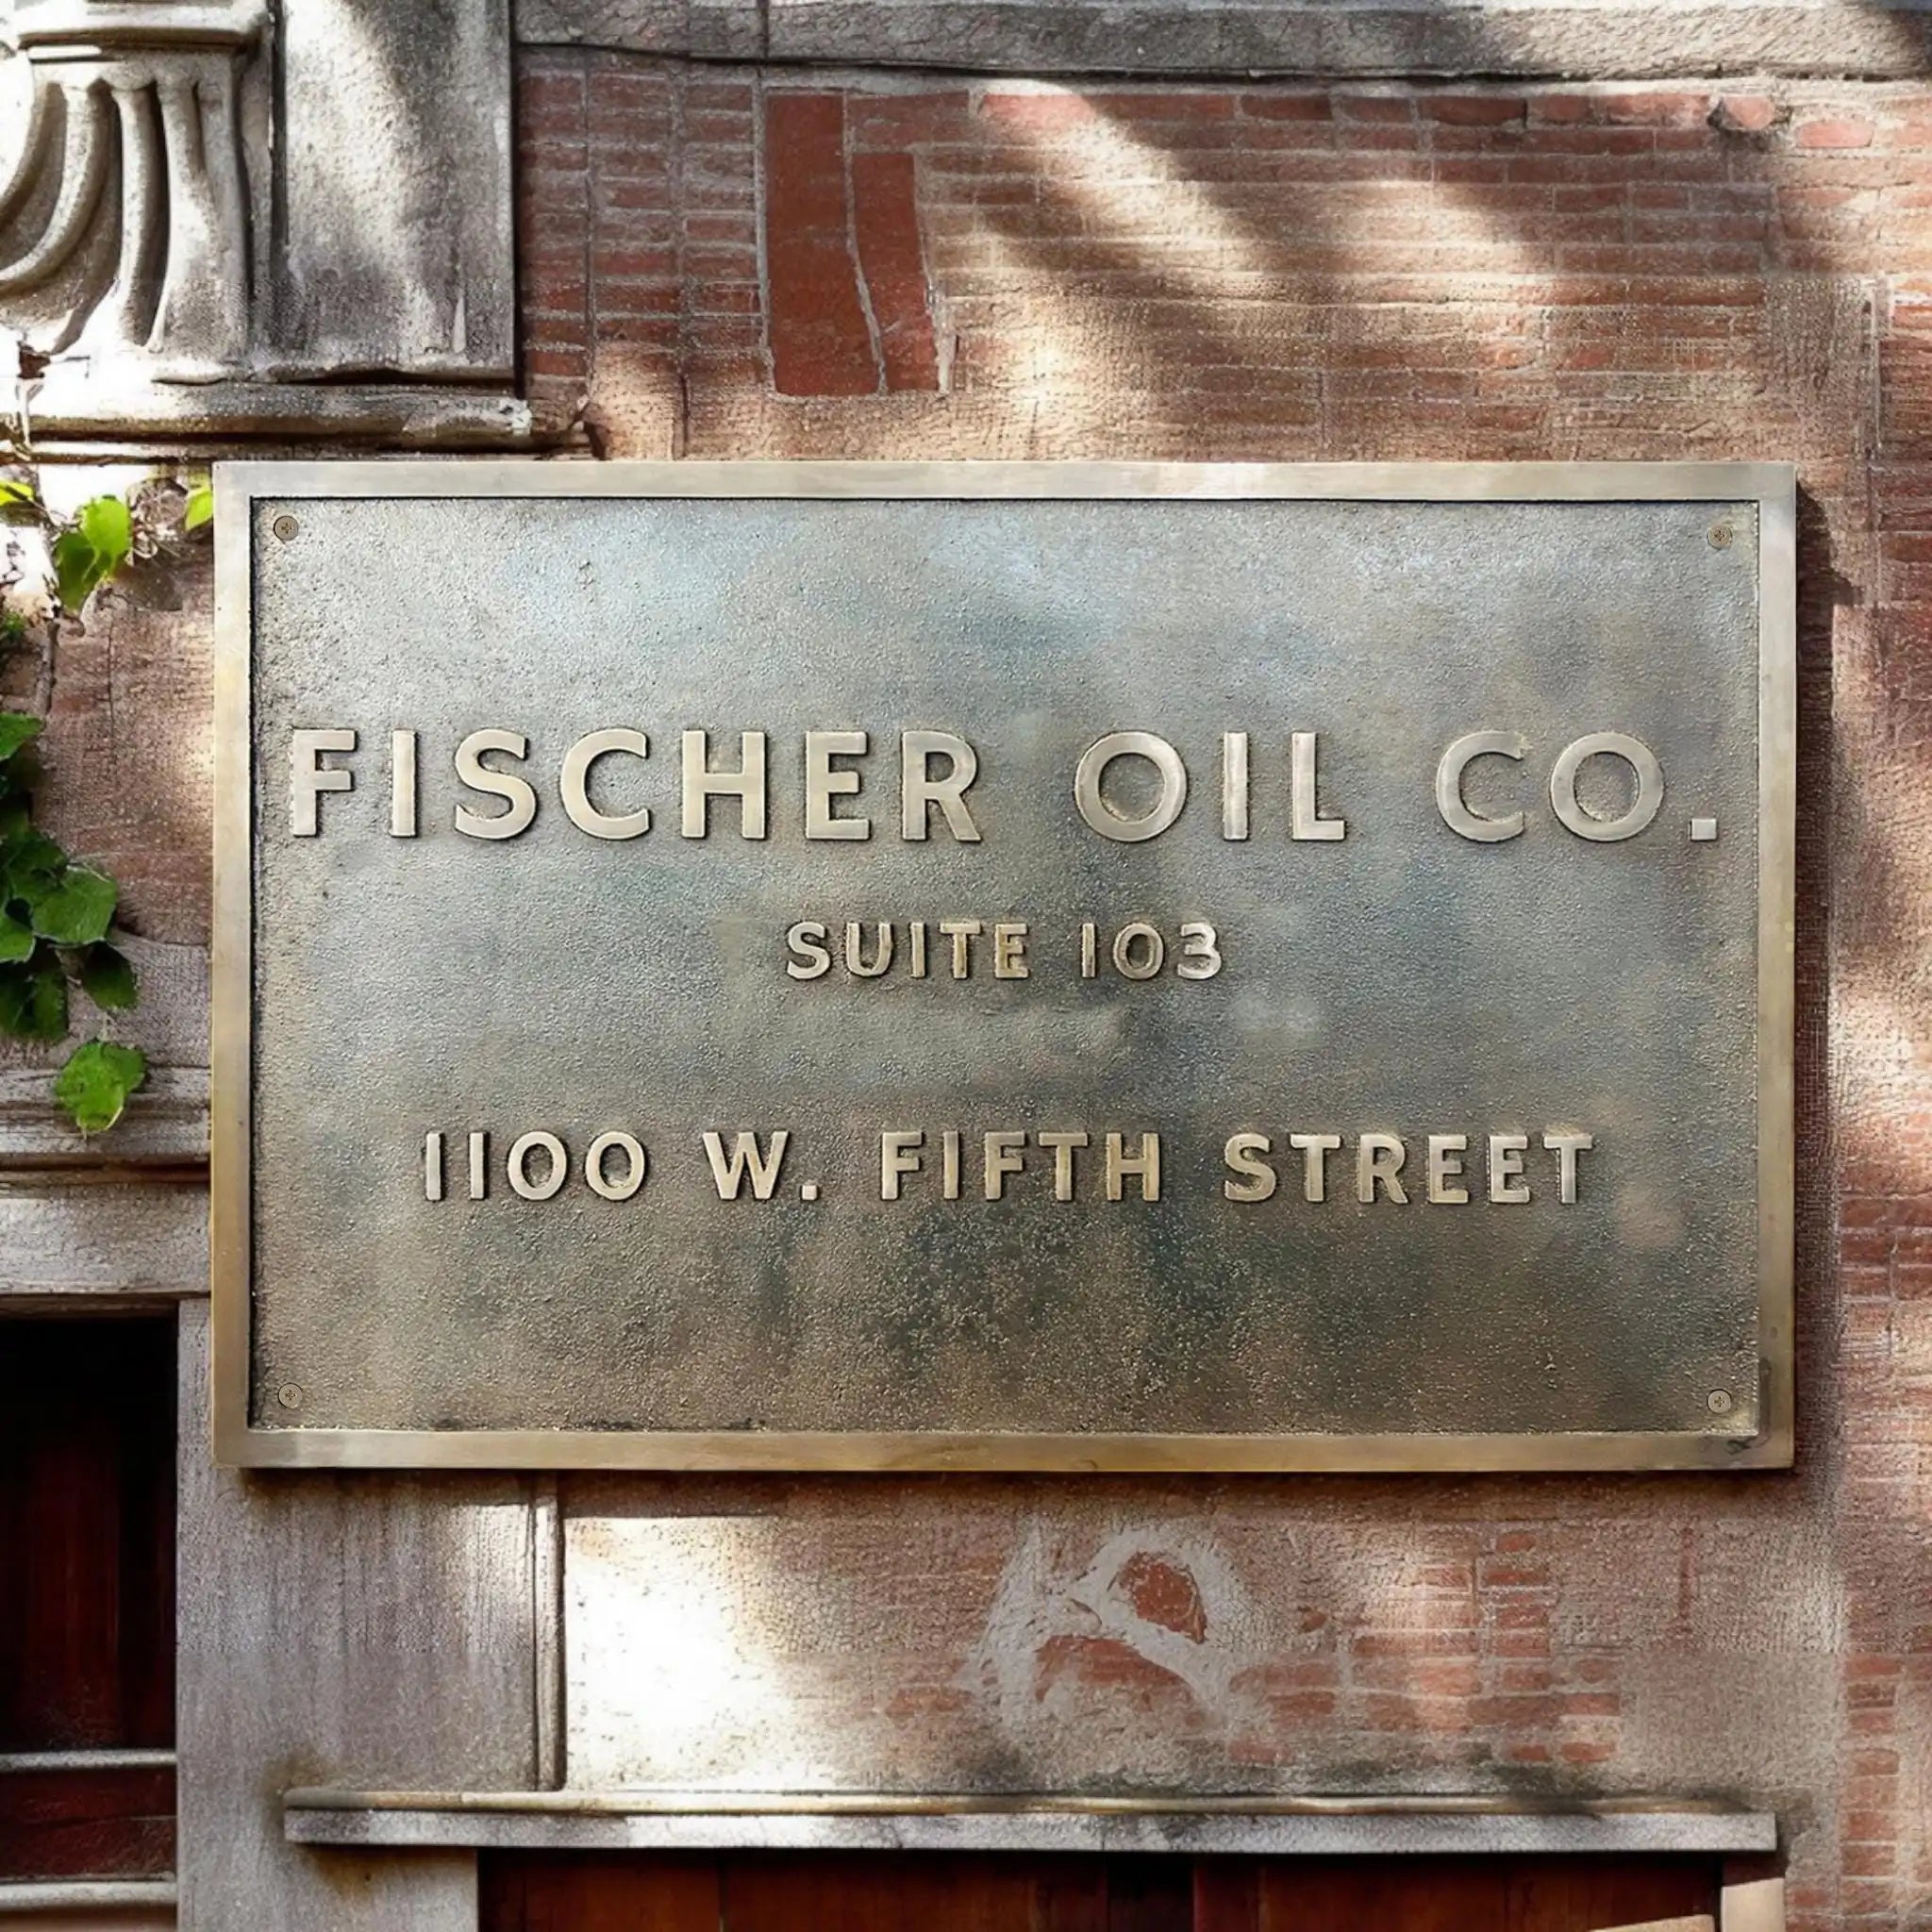 FISCHER OIL CO.
SUITE 103
1100 W. FIFTH STREET